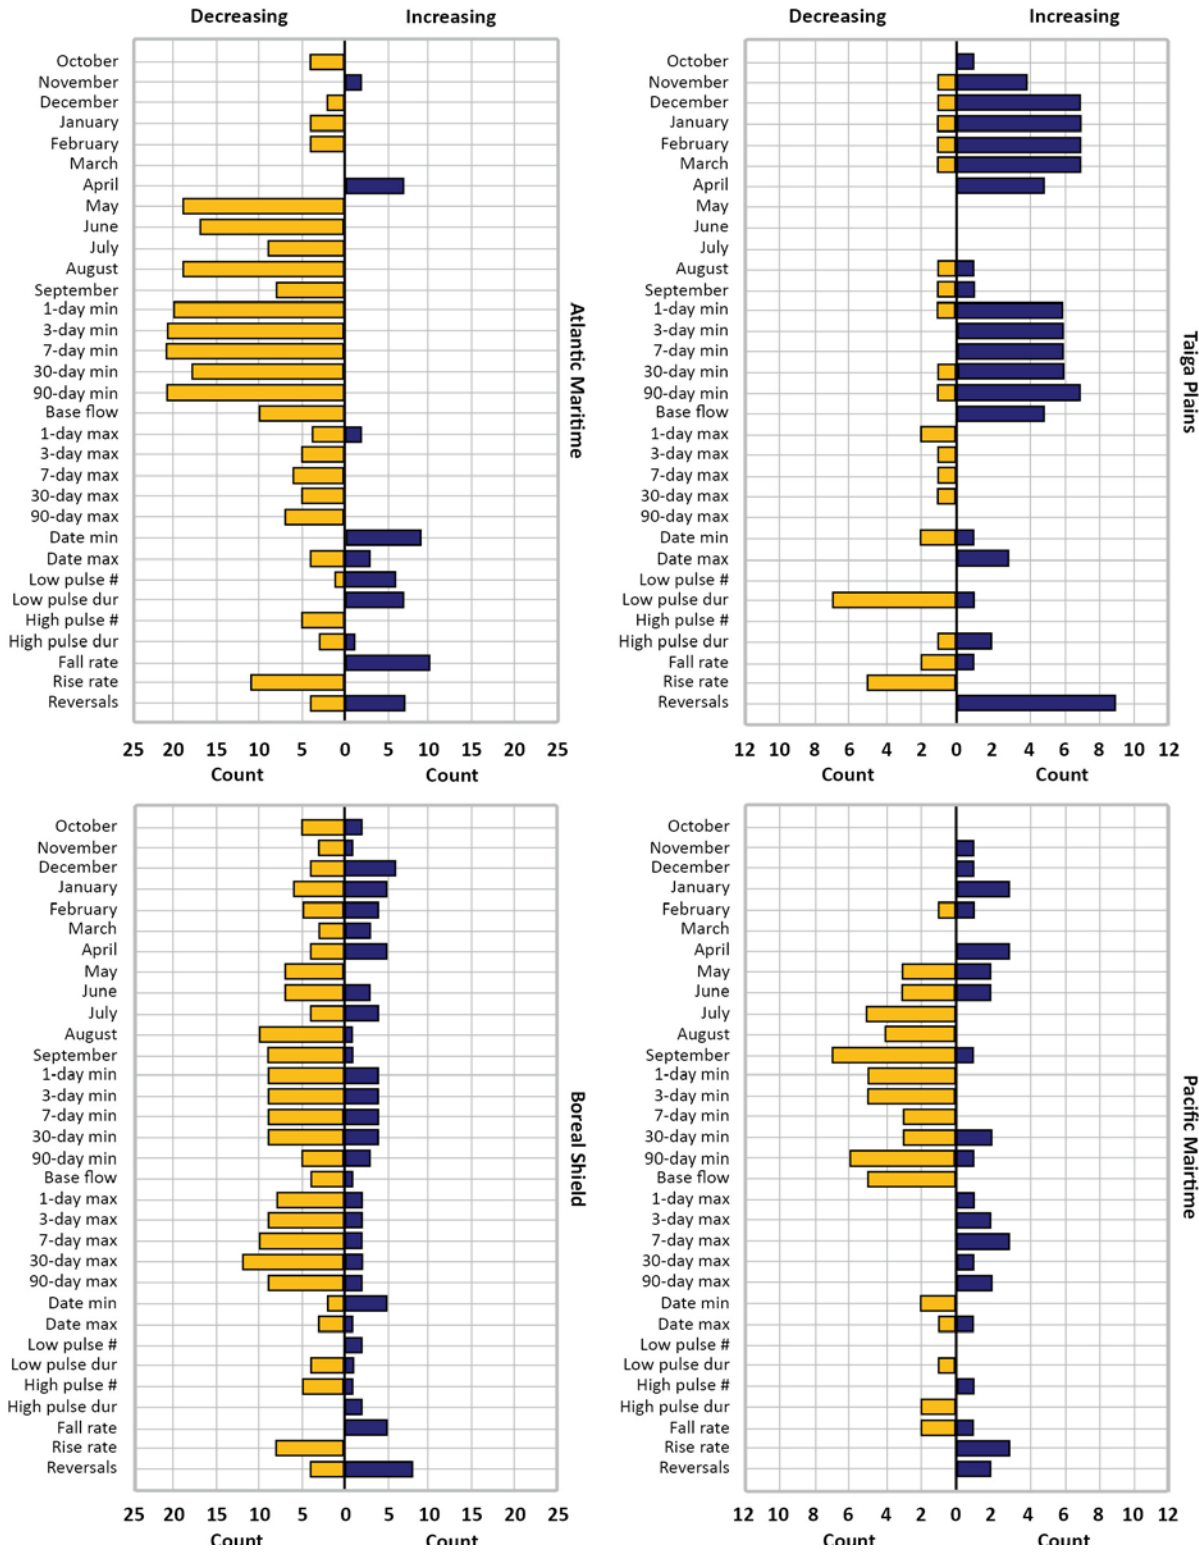 Decreasing Increasing
October
November
December
January
February
March
April
May
June
July
August
September
1-day min
3-day min
7-day min
30-day min
90-day min
Base flow
1-day max
3-day max
7-day max
30-day max
90-day max
Date min
Date max
Low pulse #
Low pulse dur
High pulse #
High pulse dur
Fall rate
Rise rate
Reversals
25 20 15 10 5 0 5 10 15 20 25
Count Count
Atlantic Maritime
Decreasing Increasing
October
November
December
January
February
March
April
May
June
July
August
September
1-day min
3-day min
7-day min
30-day min
90-day min
Base flow
1-day max
3-day max
7-day max
30-day max
90-day max
Date min
Date max
Low pulse #
Low pulse dur
High pulse #
High pulse dur
Fall rate
Rise rate
Reversals
12 10 8 6 4 2 0 2 4 6 8 10 12
Count Count
Taiga Plains
October
November
December
January
February
March
April
May
June
July
August
September
1-day min
3-day min
7-day min
30-day min
90-day min
Base flow
1-day max
3-day max
7-day max
30-day max
90-day max
Date min
Date max
Low pulse #
Low pulse dur
High pulse #
High pulse dur
Fall rate
Rise rate
Reversals
25 20 15 10 5 0 5 10 15 20 25
Count Count
Boreal Shield
October
November
December
January
February
March
April
May
June
July
August
September
1-day min
3-day min
7-day min
30-day min
90-day min
Base flow
1-day max
3-day max
7-day max
30-day max
90-day max
Date min
Date max
Low pulse #
Low pulse dur
High pulse #
High pulse dur
Fall rate
Rise rate
Reversals
12 10 8 6 4 2 0 2 4 6 8 10 12
Count Count
Pacific Mairtime